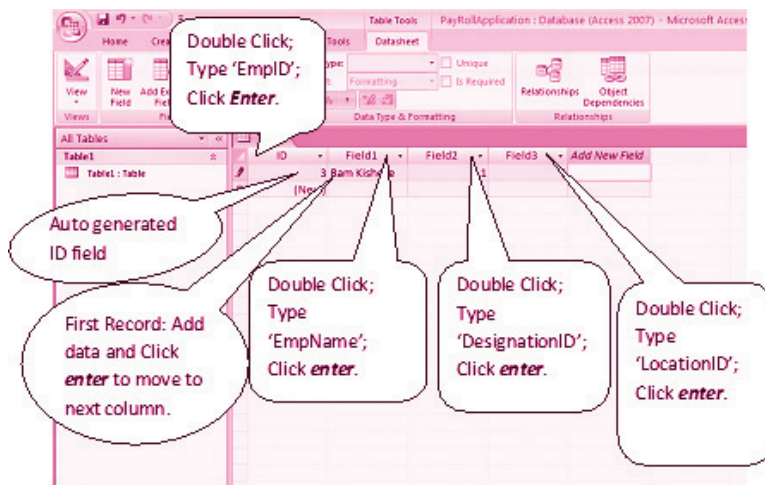 Table Tools PayRollApplication : Database (Access 2007) - Microsoft Access
Home Tools Datasheet
Double Click;
Type 'EmpID';
Click Enter.
View
New Field
Unique
Formatting
Is Required
Relationships
Object Dependencies
Views
Data Type & Formatting
Relationships
All Tables
Table1
Table1 : Table
ID Field1 Field2 Field3 Add New Field
3 1
Auto generated
ID field
First Record: Add
data and Click
enter to move to
next column.
Double Click;
Type
'EmpName';
Click enter.
Double Click;
Type
'DesignationID';
Click enter.
Double Click;
Type
'LocationID';
Click enter.